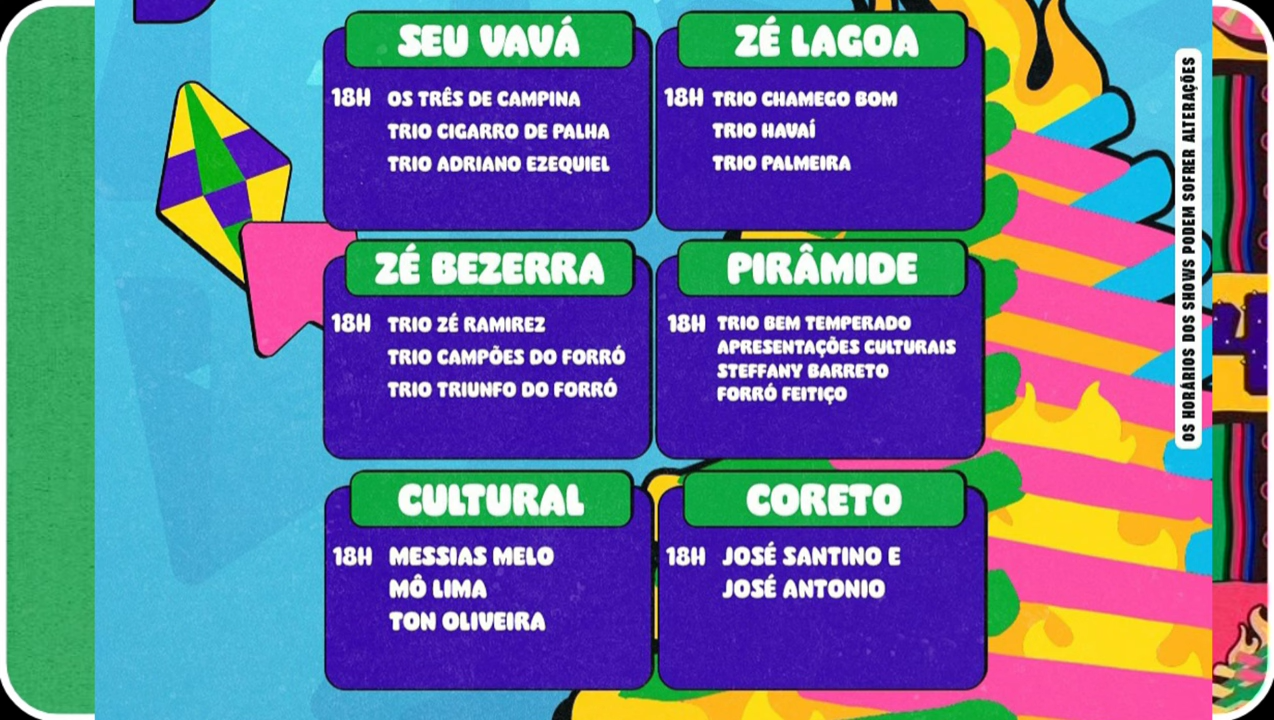 SEU VAVÁ
18H OS TRÊS DE CAMPINA
TRIO CIGARRO DE PALHA
TRIO ADRIANO EZEQUIEL
ZÉ LAGOA
18H TRIO CHAMEGO BOM
TRIO HAVAÍ
TRIO PALMEIRA
ZÉ BEZERRA
18H TRIO ZÉ RAMIREZ
TRIO CAMPÕES DO FORRÓ
TRIO TRIUNFO DO FORRÓ
PIRÂMIDE
18H TRIO BEM TEMPERADO
APRESENTAÇÕES CULTURAIS
STEFFANY BARRETO
FORRÓ FEITIÇO
CULTURAL
18H MESSIAS MELO
MÔ LIMA
TON OLIVEIRA
CORETO
18H JOSÉ SANTINO E
JOSÉ ANTONIO
OS HORÁRIOS DOS SHOWS PODEM SOFRER ALTERAÇÕES